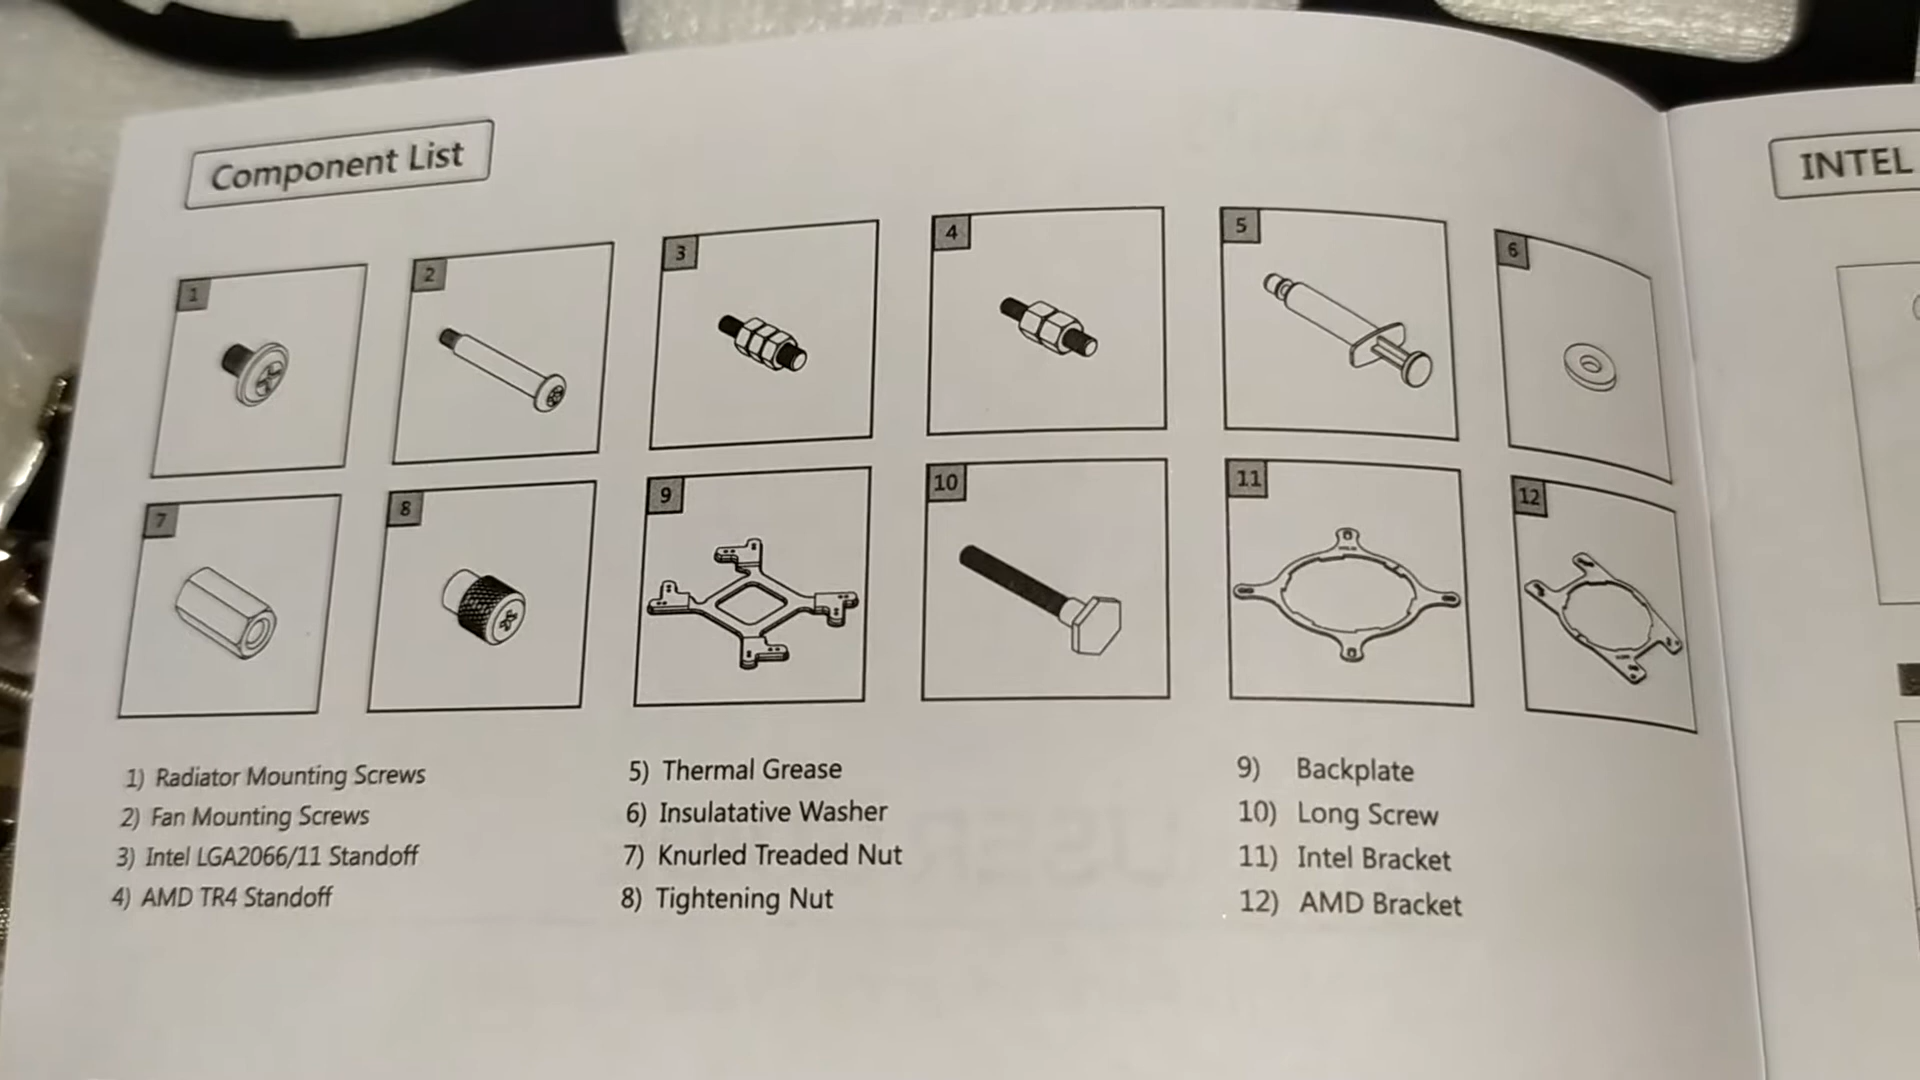 Component List
INTEL
1
2
3
4
5
6
7
8
9
10
11
12
1) Radiator Mounting Screws
2) Fan Mounting Screws
3) Intel LGA2066/11 Standoff
4) AMD TR4 Standoff
5) Thermal Grease
6) Insulatative Washer
7) Knurled Treaded Nut
8) Tightening Nut
9) Backplate
10) Long Screw
11) Intel Bracket
12) AMD Bracket